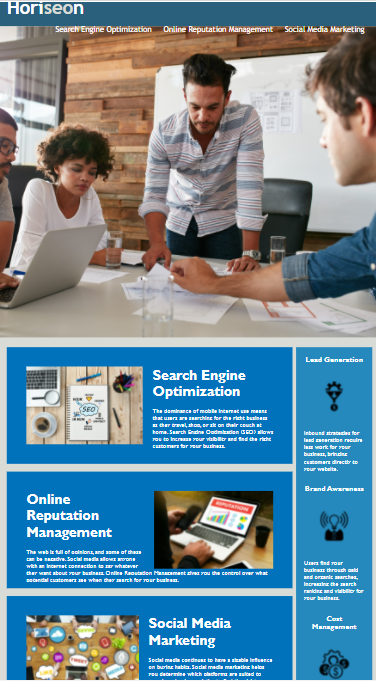 Horiseon
Search Engine Optimization Online Reputation Management Social Media Marketing
Search Engine
Optimization
The dominance of mobile internet use means
that users are searching for the right business
as they travel, shop, or sit on their couch at
home. Search Engine Optimization (SEO) allows
you to increase your visibility and find the right
customers for your business.
SEO
Online
Reputation
Management
The web is full of opinions, and some of these
can be negative. Social media allows anyone
with an internet connection to say whatever
they want about your business. Online Reputation Management gives you the control over what
potential customers see when they search for your business.
REPUTATION
Social Media
Marketing
Social media continues to have a sizable influence
on buying habits. Social media marketing helps
you determine which platforms are suited to
TWEET
Lead Generation
Inbound strategies for
lead generation require
less work for your
business, bringing
customers directly to
your website.
Brand Awareness
Users find your
business through paid
and organic searches,
increasing the search
ranking and visibility for
your business.
Cost
Management